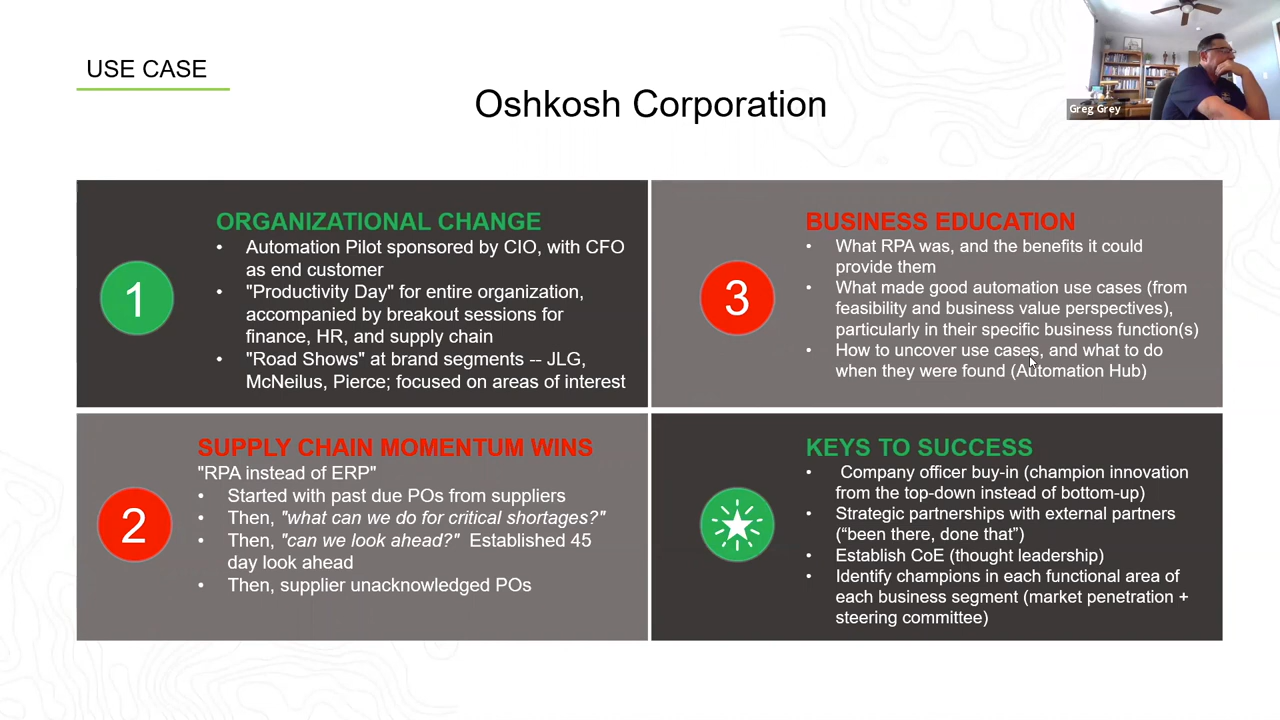 USE CASE
Oshkosh Corporation
Greg Grey
1
ORGANIZATIONAL CHANGE
• Automation Pilot sponsored by CIO, with CFO
as end customer
• "Productivity Day" for entire organization,
accompanied by breakout sessions for
finance, HR, and supply chain
• "Road Shows" at brand segments -- JLG,
McNeilus, Pierce; focused on areas of interest
2
SUPPLY CHAIN MOMENTUM WINS
"RPA instead of ERP"
• Started with past due POs from suppliers
• Then, "what can we do for critical shortages?"
• Then, "can we look ahead?" Established 45
day look ahead
• Then, supplier unacknowledged POs
3
BUSINESS EDUCATION
• What RPA was, and the benefits it could
provide them
• What made good automation use cases (from
feasibility and business value perspectives),
particularly in their specific business function(s)
• How to uncover use cases, and what to do
when they were found (Automation Hub)
KEYS TO SUCCESS
• Company officer buy-in (champion innovation
from the top-down instead of bottom-up)
• Strategic partnerships with external partners
(“been there, done that”)
• Establish CoE (thought leadership)
• Identify champions in each functional area of
each business segment (market penetration +
steering committee)